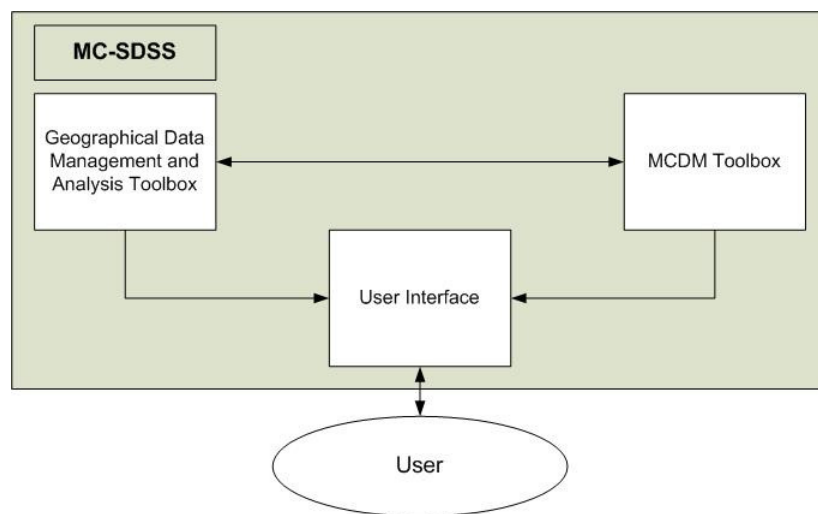 MC-SDSS
Geographical Data
Management and
Analysis Toolbox
MCDM Toolbox
User Interface
User